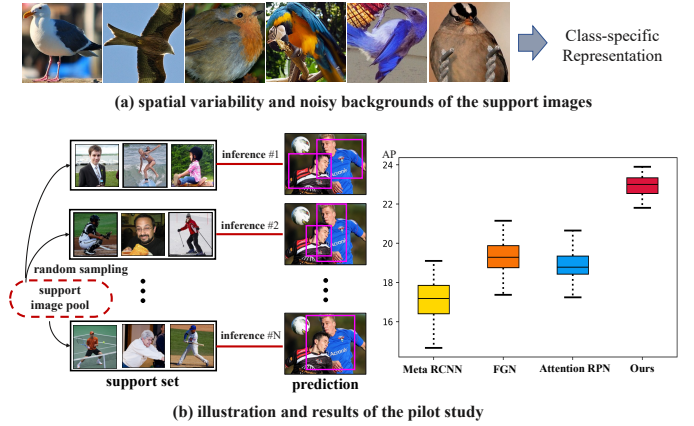 Class-specific
Representation
(a) spatial variability and noisy backgrounds of the support images
inference #1
inference #2
random sampling
support
image pool
inference #N
support set
prediction
AP
24
22
20
18
16
Meta RCNN
FGN
Attention RPN
Ours
(b) illustration and results of the pilot study